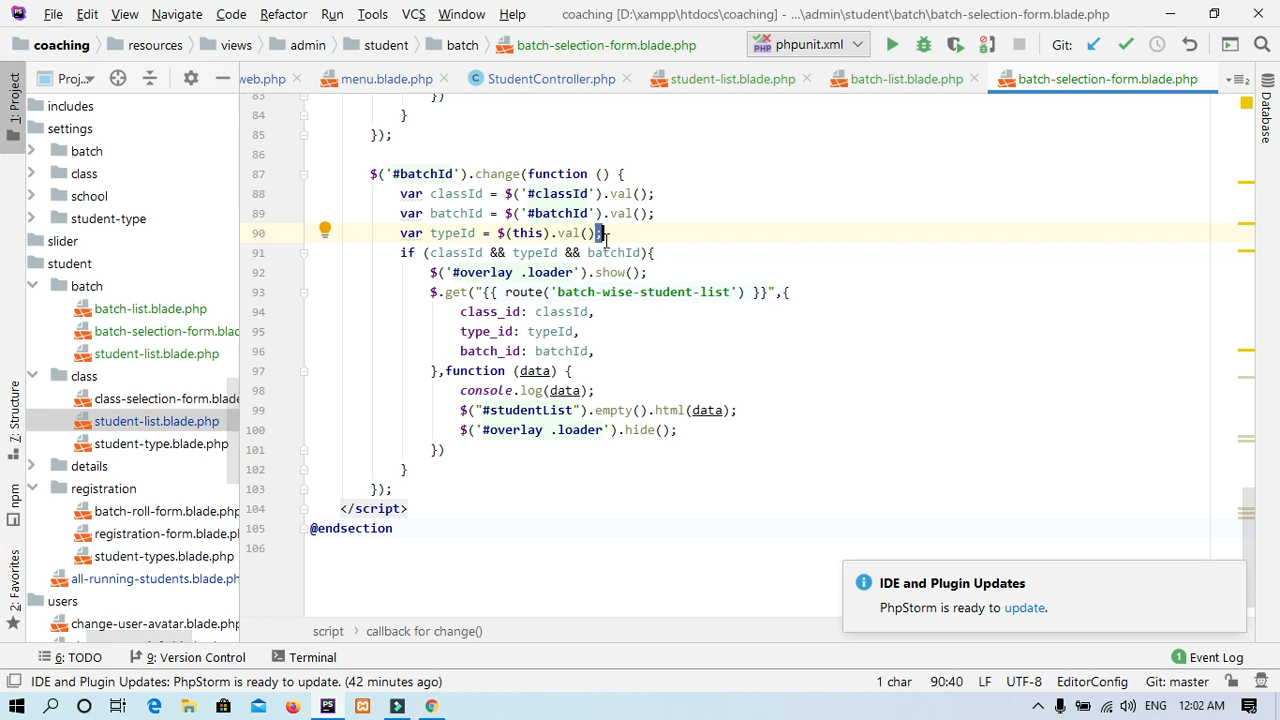 File Edit View Navigate Code Refactor Run Tools VCS Window Help coaching [D:\xampp\htdocs\coaching] - ...\admin\student\batch\batch-selection-form.blade.php
coaching resources views admin student batch batch-selection-form.blade.php phpunit.xml Git:
Proj... web.php menu.blade.php StudentController.php student-list.blade.php batch-list.blade.php batch-selection-form.blade.php
1: Project
Z: Structure
npm
2: Favorites
Database
includes
settings
batch
class
school
student-type
slider
student
batch
batch-list.blade.php
batch-selection-form.blad
student-list.blade.php
class
class-selection-form.blade
student-list.blade.php
student-type.blade.php
details
registration
batch-roll-form.blade.php
registration-form.blade.p
student-types.blade.php
all-running-students.blade.ph
users
change-user-avatar.blade.php
83 })
84 }
85 });
86
87 $('#batchId').change(function () {
88 var classId = $('#classId').val();
89 var batchId = $('#batchId').val();
90 var typeId = $(this).val();
91 if (classId && typeId && batchId){
92 $('#overlay .loader').show();
93 $.get("{{ route('batch-wise-student-list') }}",{
94 class_id: classId,
95 type_id: typeId,
96 batch_id: batchId,
97 },function (data) {
98 console.log(data);
99 $("#studentList").empty().html(data);
100 $('#overlay .loader').hide();
101 })
102 }
103 });
104 </script>
105 @endsection
106
IDE and Plugin Updates
PhpStorm is ready to update.
script callback for change()
6: TODO 9: Version Control Terminal 1 Event Log
IDE and Plugin Updates: PhpStorm is ready to update. (42 minutes ago) 1 char 90:40 LF UTF-8 EditorConfig Git: master
ENG 12:02 AM